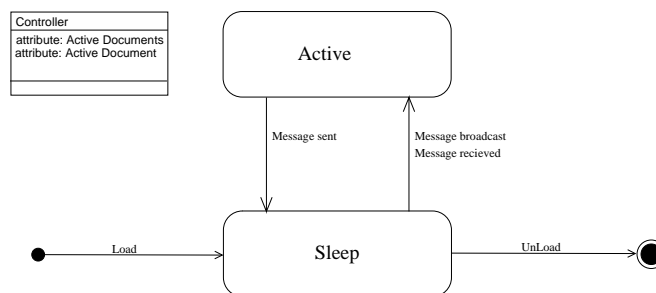 Controller
attribute: Active Documents
attribute: Active Document
Active
Message sent
Message broadcast
Message recieved
Load
Sleep
UnLoad